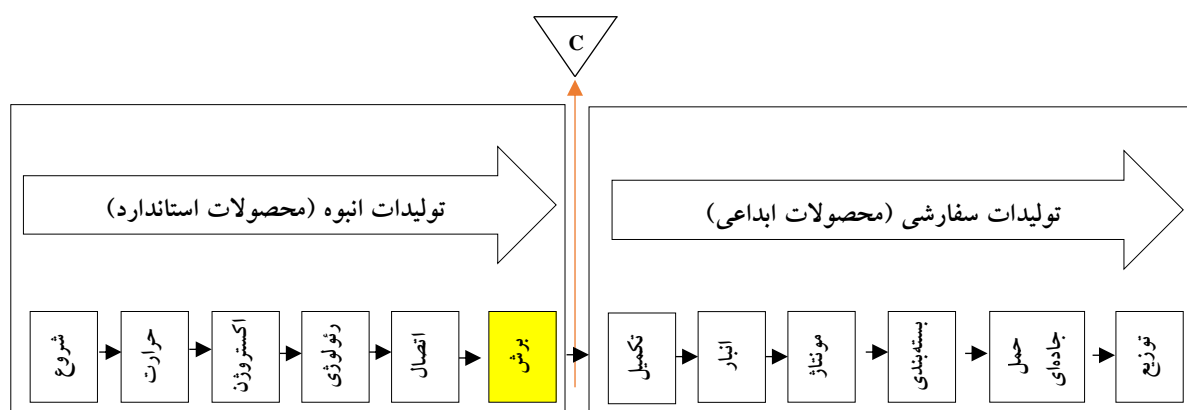 C
تولیدات انبوه (محصولات استاندارد)
تولیدات سفارشی (محصولات ابداعی)
شروع
حرارت
اکستروژن
رئولوژی
اتصال
برش
تکمیل
انبار
مونتاژ
بسته‌بندی
حمل
جاده‌ای
توزیع